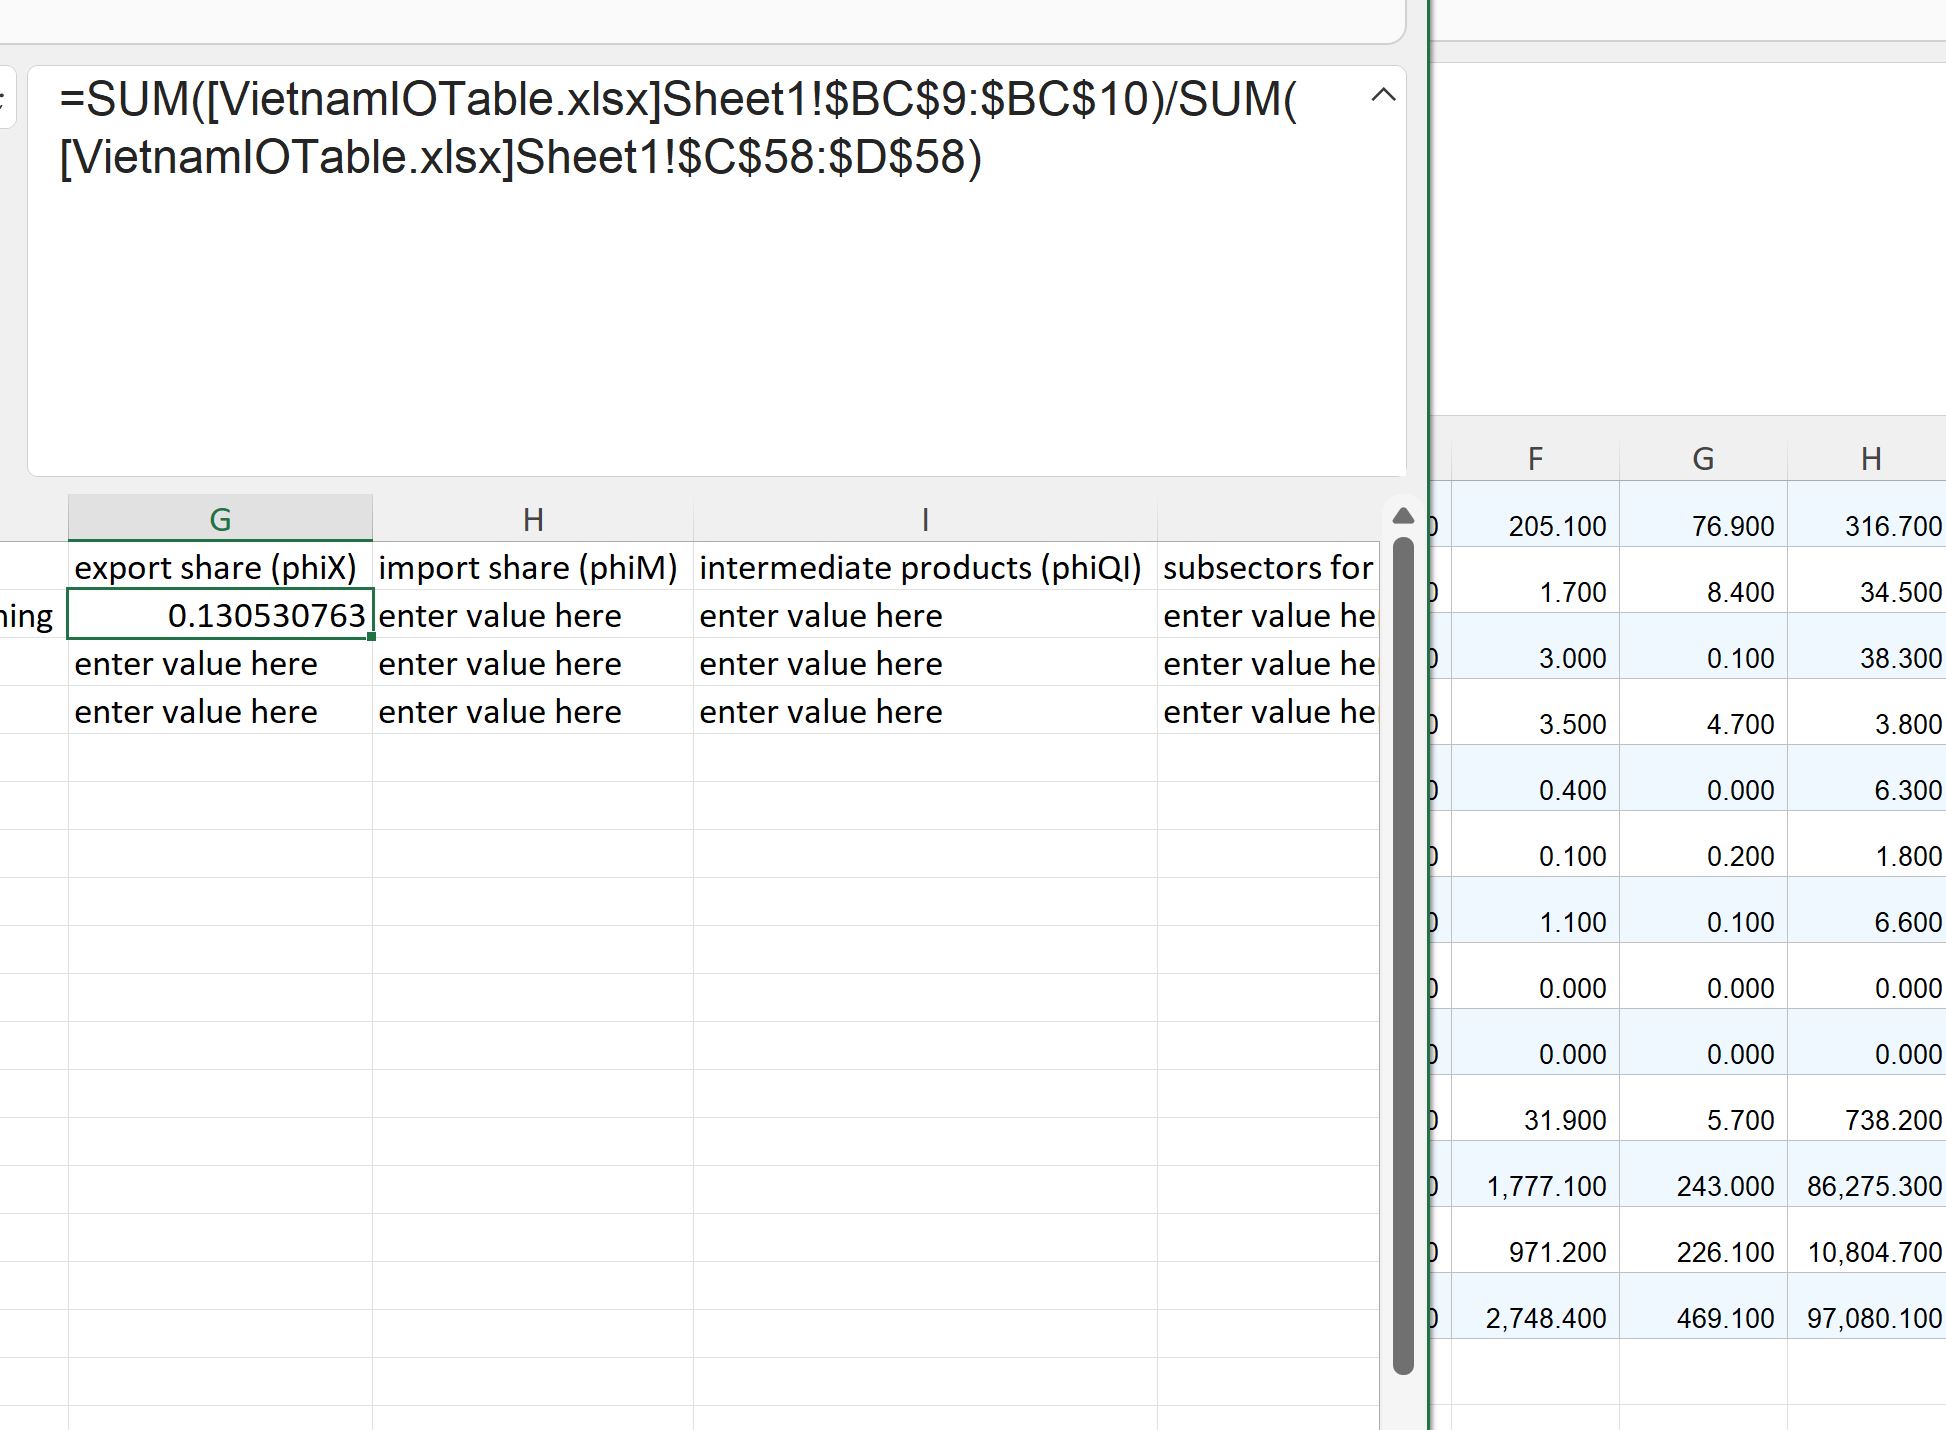 =SUM([VietnamIOTable.xlsx]Sheet1!$BC$9:$BC$10)/SUM(
[VietnamIOTable.xlsx]Sheet1!$C$58:$D$58)
G H I
export share (phiX) import share (phiM) intermediate products (phiQI) subsectors for
0.130530763 enter value here enter value here enter value
enter value here enter value here enter value here enter value
enter value here enter value here enter value here enter value
F G H
205.100 76.900 316.700
1.700 8.400 34.500
3.000 0.100 38.300
3.500 4.700 3.800
0.400 0.000 6.300
0.100 0.200 1.800
1.100 0.100 6.600
0.000 0.000 0.000
0.000 0.000 0.000
31.900 5.700 738.200
1,777.100 243.000 86,275.300
971.200 226.100 10,804.700
2,748.400 469.100 97,080.100